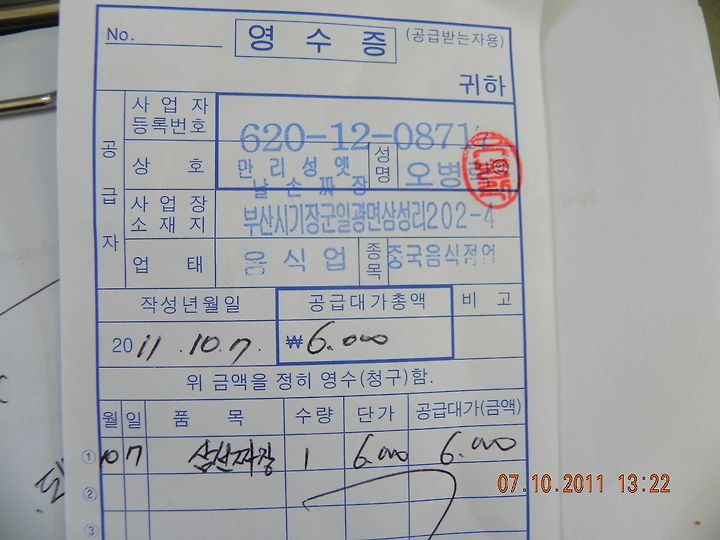 No.
영 수 증
(공급받는자용)
귀하
공급자
사업자 등록번호
620-12-0871
상 호
만리성옛
날손짜장
성명
오병
사업장 소재지
부산시기장군일광면삼성리202-4
업 태
음식업
종목
중국음식점업
작성년월일
공급대가총액
비 고
2011.10.7.
₩6.000
위 금액을 정히 영수(청구)함.
월 일 품 목 수량 단가 공급대가(금액)
① 10 7 삼선짜장 1 6.000 6.000
②
③
07.10.2011 13:22